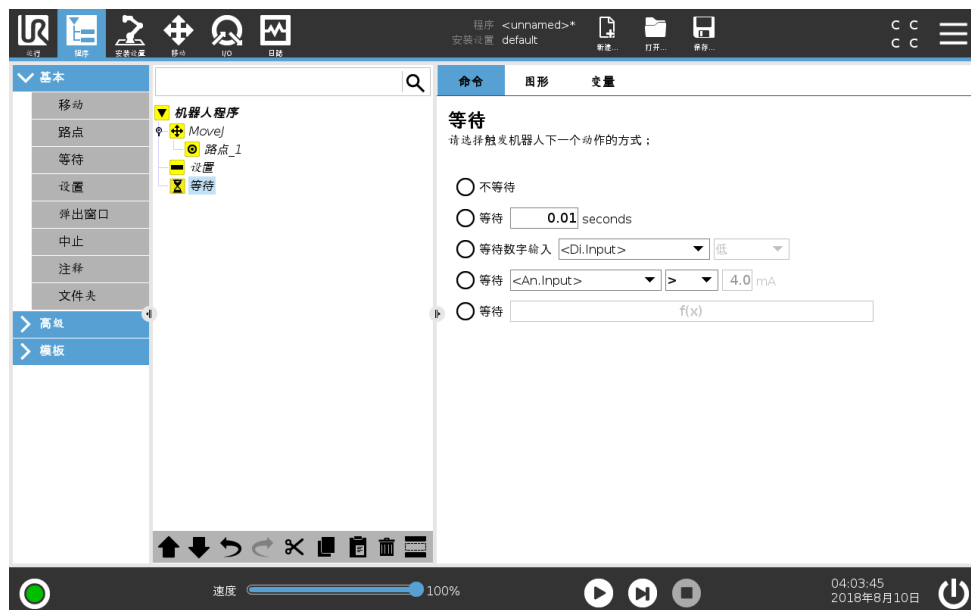 UR
运行
程序
安装设置
移动
I/O
日志
程序 <unnamed>*
安装设置 default
新建...
打开...
保存...
C C
C C
基本
移动
路点
等待
设置
弹出窗口
中止
注释
文件夹
高级
模板
机器人程序
MoveJ
路点_1
设置
等待
命令 图形 变量
等待
请选择触发机器人下一个动作的方式；
不等待
等待 0.01 seconds
等待数字输入 <Di.Input> 低
等待 <An.Input> > 4.0 mA
等待 f(x)
速度 100%
04:03:45
2018年8月10日